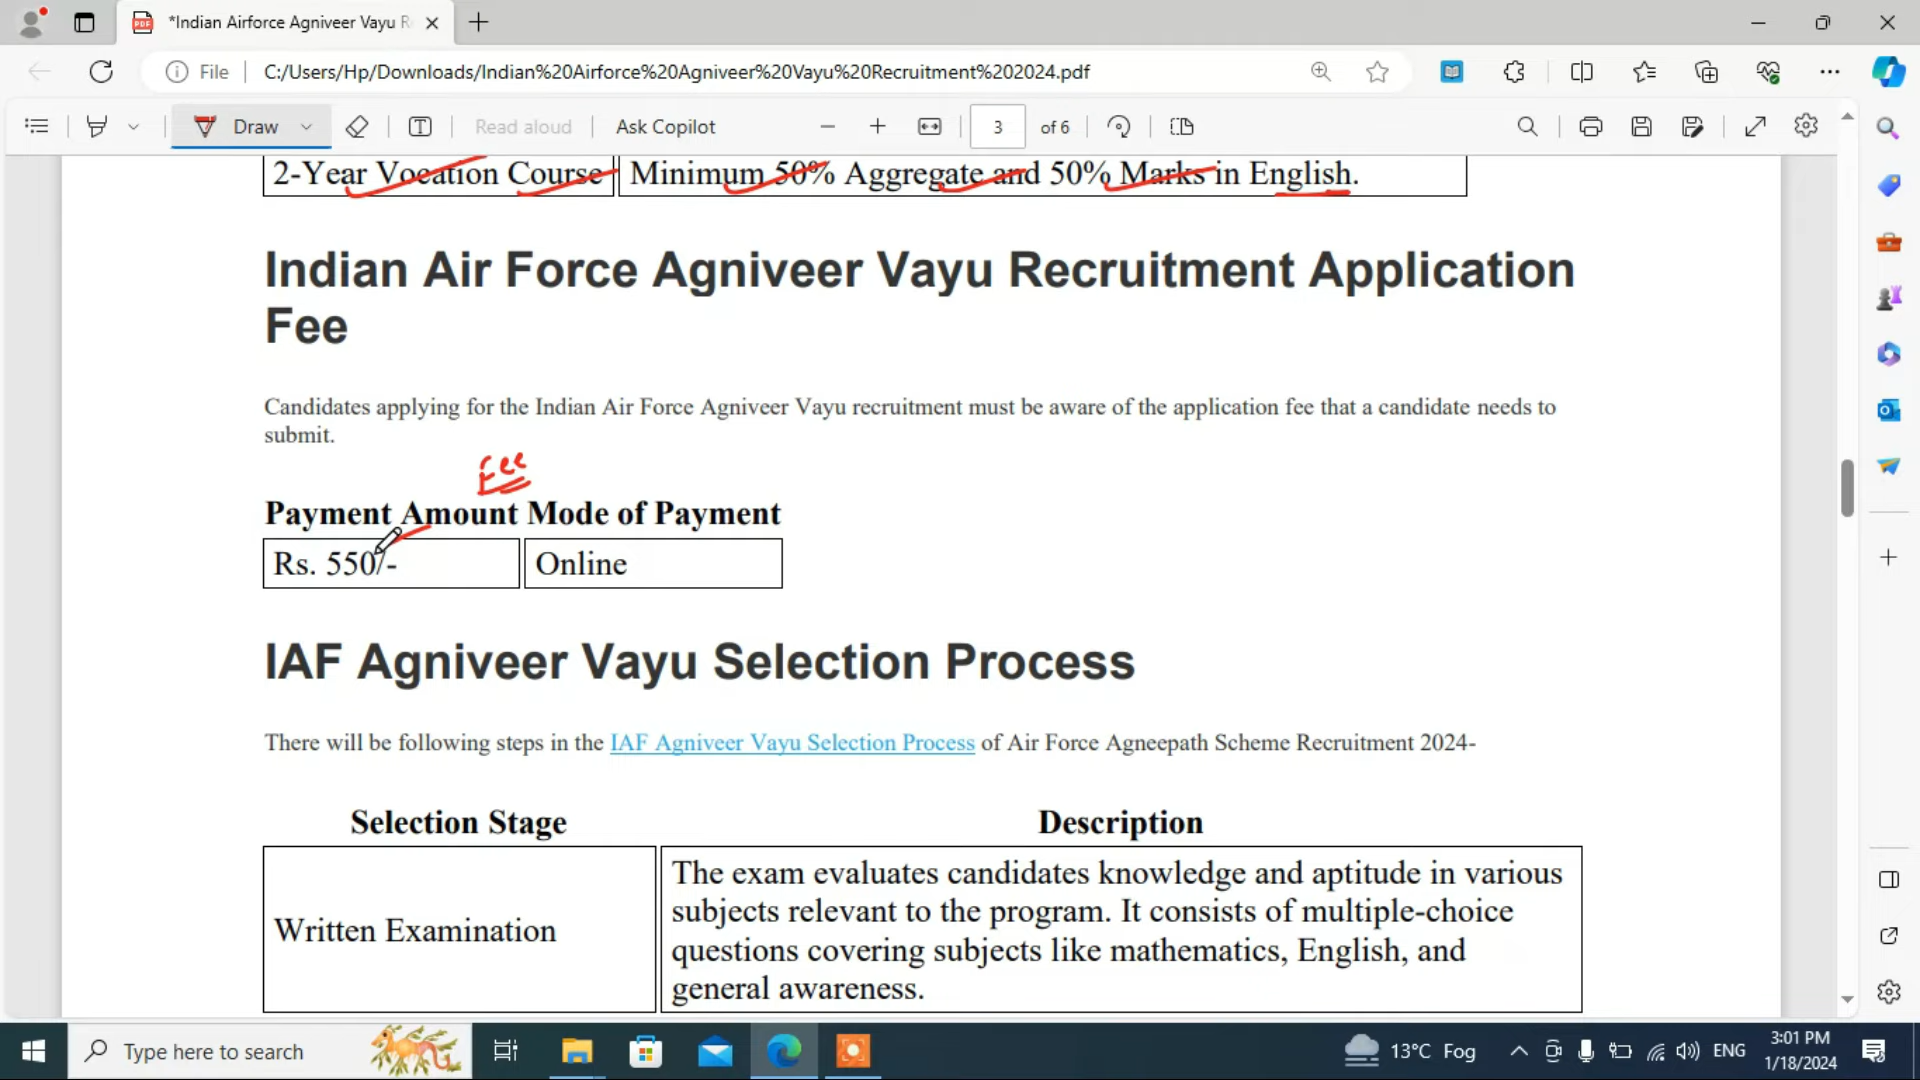 *Indian Airforce Agniveer Vayu R
File
C:/Users/Hp/Downloads/Indian%20Airforce%20Agniveer%20Vayu%20Recruitment%202024.pdf
Draw
Read aloud
Ask Copilot
3 of 6
2-Year Vocation Course Minimum 50% Aggregate and 50% Marks in English.
Indian Air Force Agniveer Vayu Recruitment Application
Fee
Candidates applying for the Indian Air Force Agniveer Vayu recruitment must be aware of the application fee that a candidate needs to
submit.
Fee
Payment Amount Mode of Payment
Rs. 550/- Online
IAF Agniveer Vayu Selection Process
There will be following steps in the IAF Agniveer Vayu Selection Process of Air Force Agneepath Scheme Recruitment 2024-
Selection Stage Description
Written Examination
The exam evaluates candidates knowledge and aptitude in various
subjects relevant to the program. It consists of multiple-choice
questions covering subjects like mathematics, English, and
general awareness.
Type here to search
13°C Fog
ENG
3:01 PM
1/18/2024